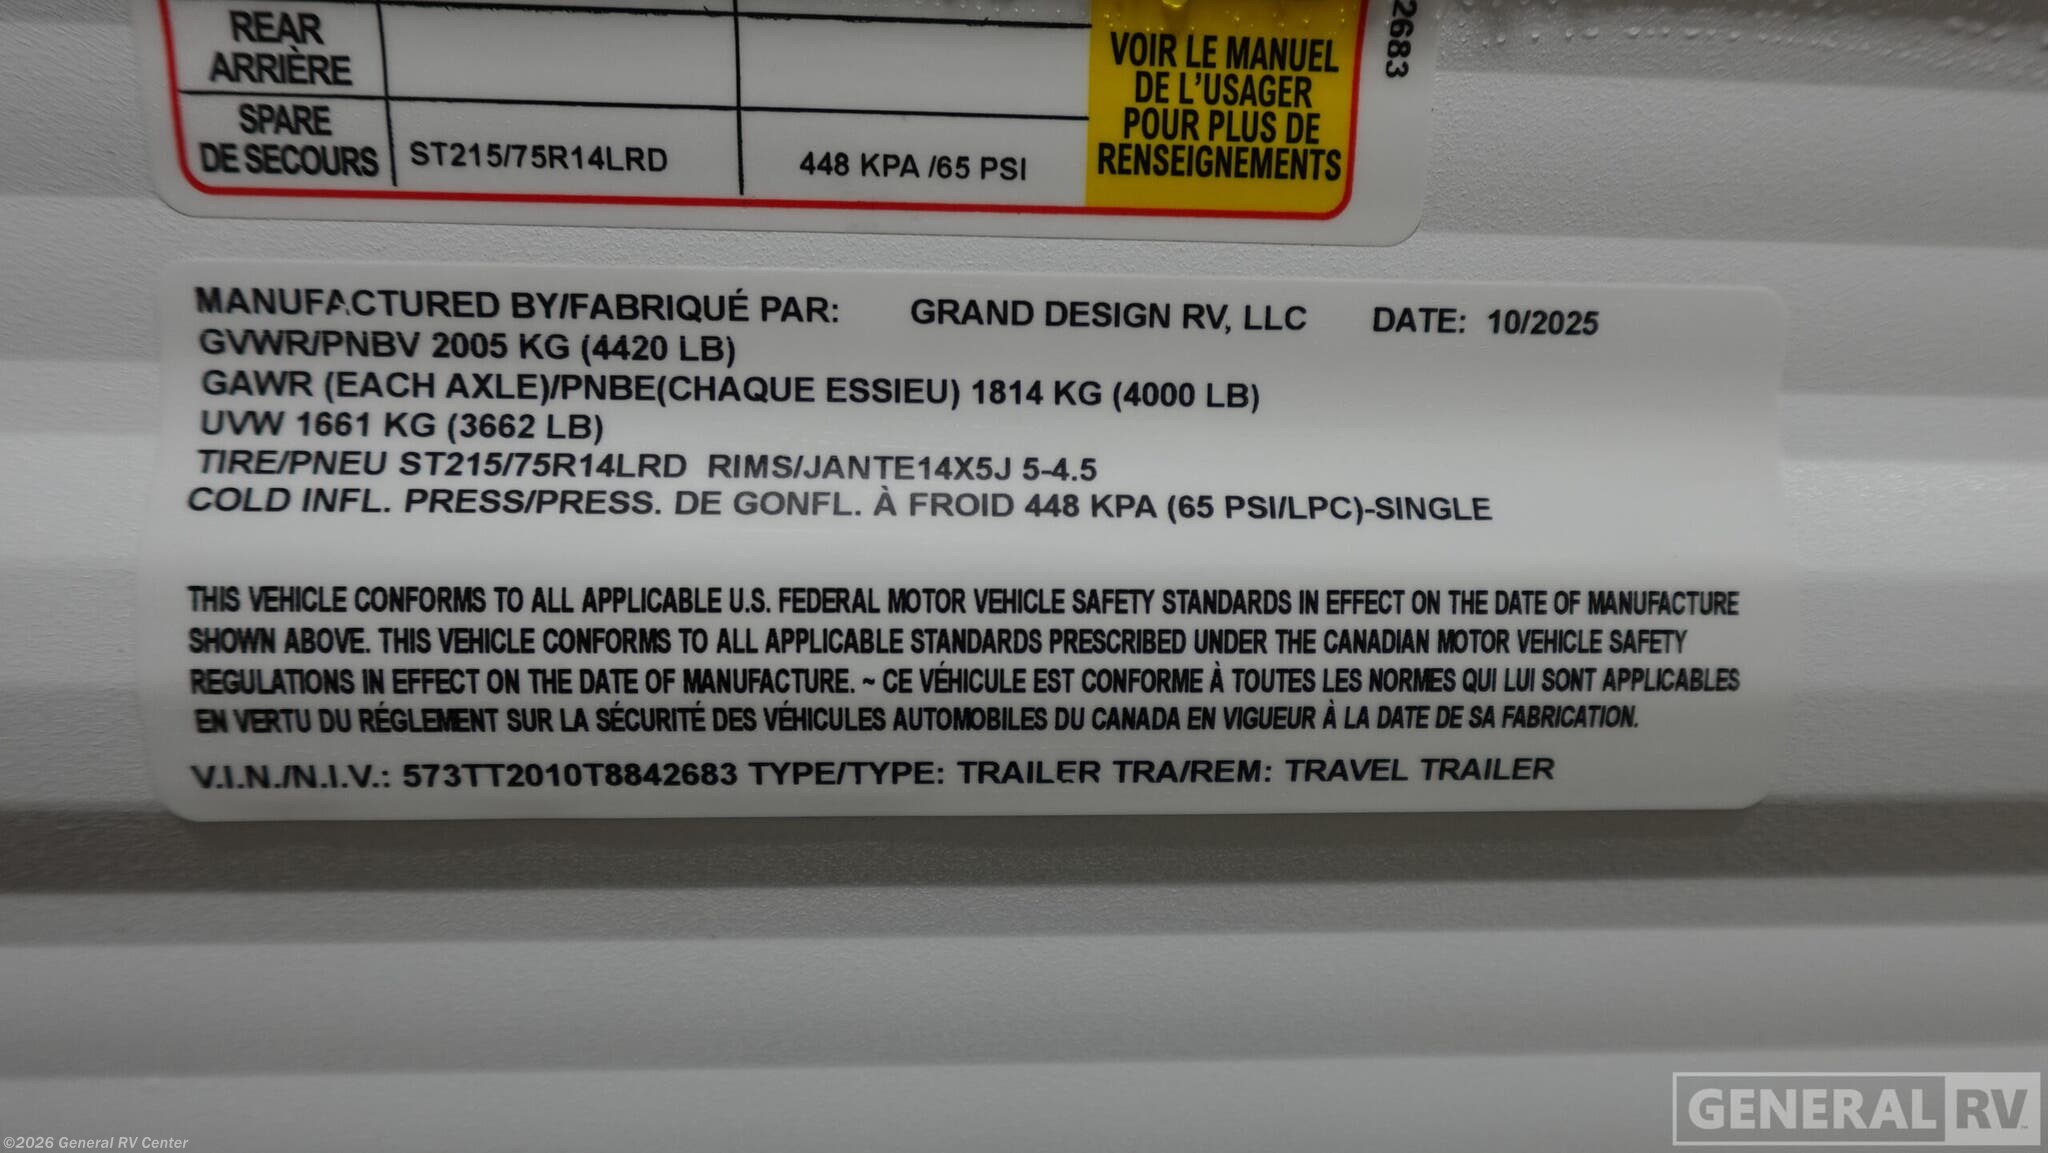 REAR
ARRIÈRE
SPARE
DE SECOURS
ST215/75R14LRD
448 KPA /65 PSI
VOIR LE MANUEL
DE L'USAGER
POUR PLUS DE
RENSEIGNEMENTS
2683
MANUFACTURED BY/FABRIQUÉ PAR: GRAND DESIGN RV, LLC DATE: 10/2025
GVWR/PNBV 2005 KG (4420 LB)
GAWR (EACH AXLE)/PNBE(CHAQUE ESSIEU) 1814 KG (4000 LB)
UVW 1661 KG (3662 LB)
TIRE/PNEU ST215/75R14LRD RIMS/JANTE14X5J 5-4.5
COLD INFL. PRESS/PRESS. DE GONFL. À FROID 448 KPA (65 PSI/LPC)-SINGLE
THIS VEHICLE CONFORMS TO ALL APPLICABLE U.S. FEDERAL MOTOR VEHICLE SAFETY STANDARDS IN EFFECT ON THE DATE OF MANUFACTURE
SHOWN ABOVE. THIS VEHICLE CONFORMS TO ALL APPLICABLE STANDARDS PRESCRIBED UNDER THE CANADIAN MOTOR VEHICLE SAFETY
REGULATIONS IN EFFECT ON THE DATE OF MANUFACTURE. ~ CE VÉHICULE EST CONFORME À TOUTES LES NORMES QUI LUI SONT APPLICABLES
EN VERTU DU RÉGLEMENT SUR LA SÉCURITÉ DES VÉHICULES AUTOMOBILES DU CANADA EN VIGUEUR À LA DATE DE SA FABRICATION.
V.I.N./N.I.V.: 573TT2010T8842683 TYPE/TYPE: TRAILER TRA/REM: TRAVEL TRAILER
GENERAL RV
©2026 General RV Center